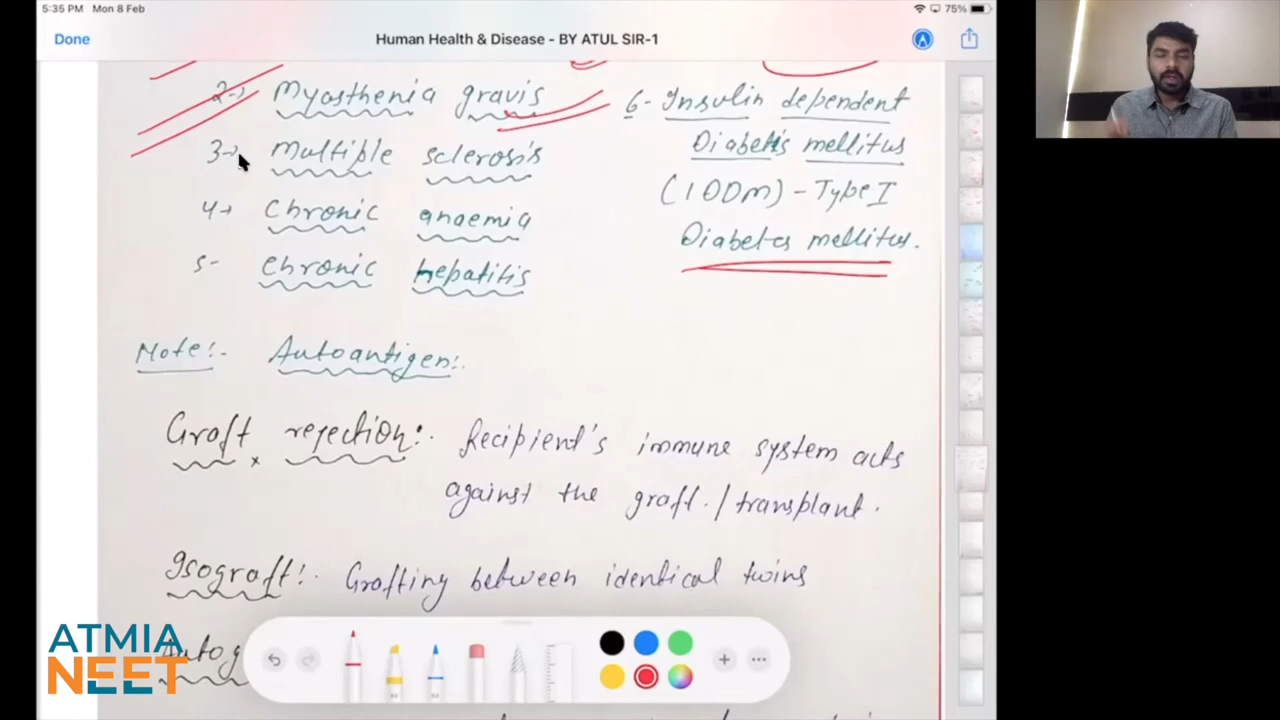 5:35 PM Mon 8 Feb
75%
Done
Human Health & Disease - BY ATUL SIR-1
2→ Myasthenia gravis
3→ Multiple sclerosis
4→ Chronic anaemia
5- Chronic hepatitis
6- Insulin dependent
Diabetis mellitus
(IDDM) - Type I
Diabetes mellitus.
Note:- Autoantigen:-
Graft rejection:- Recipient's immune system acts
against the graft./transplant.
Isograft:- Grafting between identical twins
Autog
ATMIA
NEET